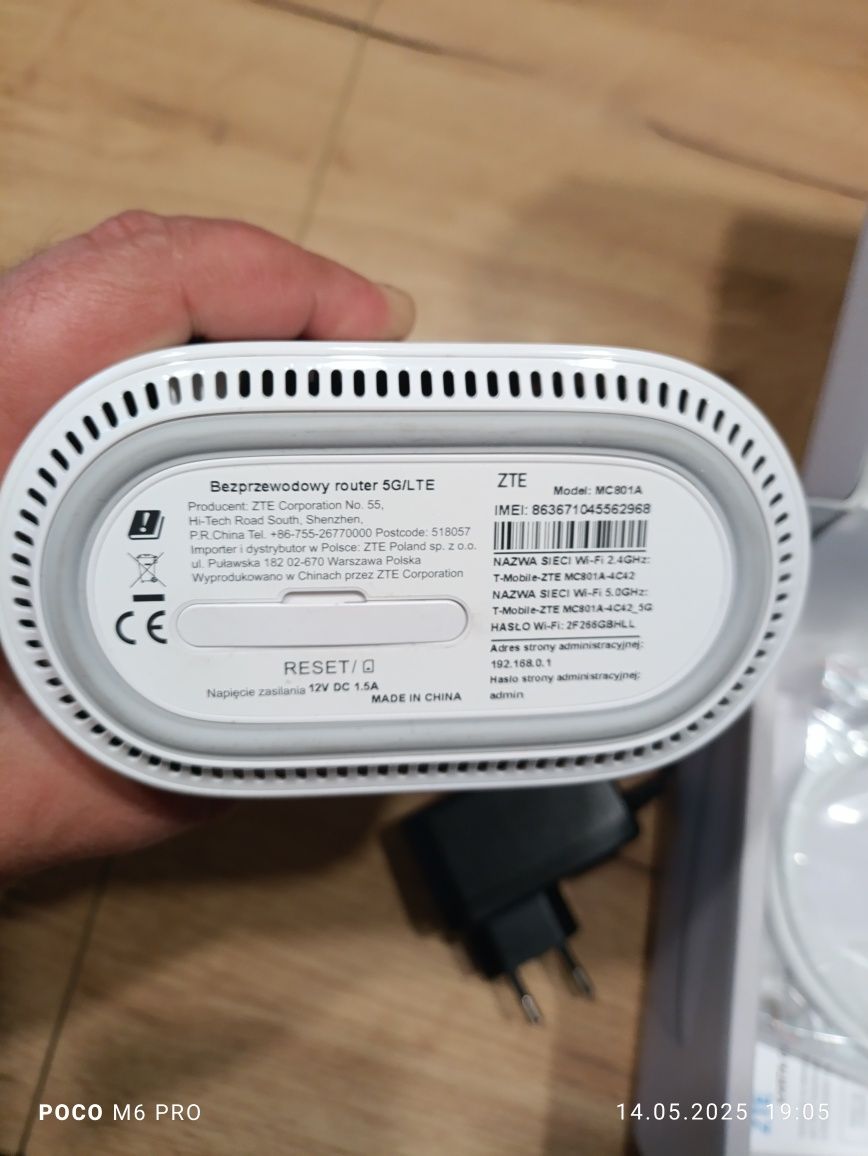 Bezprzewodowy router 5G/LTE
Producent: ZTE Corporation No. 55,
Hi-Tech Road South, Shenzhen,
P.R.China Tel. +86-755-26770000 Postcode: 518057
Importer i dystrybutor w Polsce: ZTE Poland sp. z o.o.
ul. Puławska 182 02-670 Warszawa Polska
Wyprodukowano w Chinach przez ZTE Corporation
CE
RESET/
Napięcie zasilania 12V DC 1.5A
MADE IN CHINA
ZTE
Model: MC801A
IMEI: 863671045562968
NAZWA SIECI Wi-Fi 2.4GHz:
T-Mobile-ZTE MC801A-4C42
NAZWA SIECI Wi-Fi 5.0GHz:
T-Mobile-ZTE MC801A-4C42_5G
HASŁO Wi-Fi: 2F266GBHLL
Adres strony administracyjnej:
192.168.0.1
Hasło strony administracyjnej:
admin
POCO M6 PRO
14.05.2025 19:05